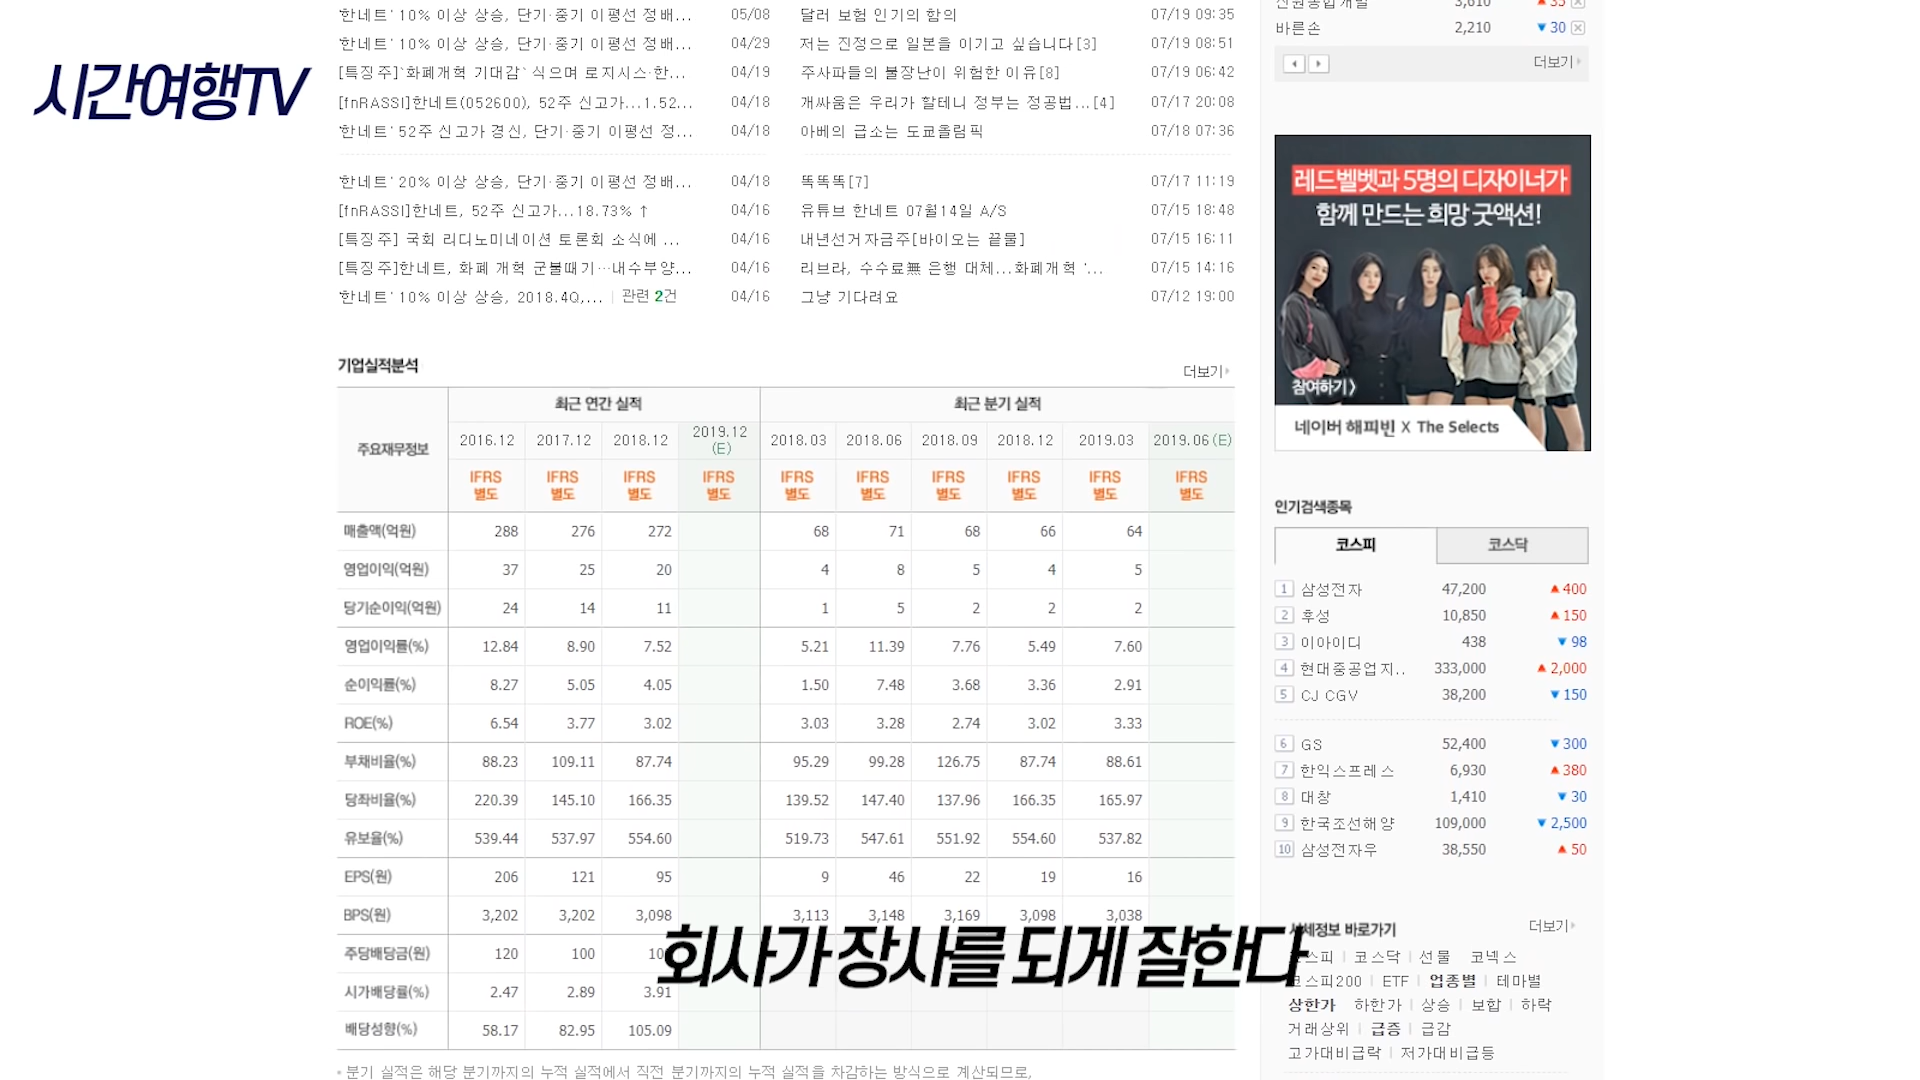 시간여행TV
'한네트' 10% 이상 상승, 단기·중기 이평선 정배... 05/08
'한네트' 10% 이상 상승, 단기·중기 이평선 정배... 04/29
[특징주]`화폐개혁 기대감` 식으며 로지시스·한... 04/19
[fnRASSI]한네트(052600), 52주 신고가...1.52... 04/18
'한네트' 52주 신고가 경신, 단기·중기 이평선 정... 04/18
'한네트' 20% 이상 상승, 단기·중기 이평선 정배... 04/18
[fnRASSI]한네트, 52주 신고가...18.73% ↑ 04/16
[특징주] 국회 리디노미네이션 토론회 소식에 ... 04/16
[특징주]한네트, 화폐 개혁 군불때기…내수부양... 04/16
'한네트' 10% 이상 상승, 2018.4Q,... 관련 2건 04/16
달러 보험 인기의 함의 07/19 09:35
저는 진정으로 일본을 이기고 싶습니다[3] 07/19 08:51
주사파들의 불장난이 위험한 이유[8] 07/19 06:42
개싸움은 우리가 할테니 정부는 정공법...[4] 07/17 20:08
아베의 급소는 도쿄올림픽 07/18 07:36
똑똑똑[7] 07/17 11:19
유튜브 한네트 07월14일 A/S 07/15 18:48
내년선거자금주[바이오는 끝물] 07/15 16:11
리브라, 수수료無 은행 대체...화폐개혁 '... 07/15 14:16
그냥 기다려요 07/12 19:00
기업실적분석 더보기
주요재무정보 최근 연간 실적 최근 분기 실적
2016.12 2017.12 2018.12 2019.12 (E) 2018.03 2018.06 2018.09 2018.12 2019.03 2019.06 (E)
IFRS IFRS IFRS IFRS IFRS IFRS IFRS IFRS IFRS IFRS
별도 별도 별도 별도 별도 별도 별도 별도 별도 별도
매출액(억원) 288 276 272 68 71 68 66 64
영업이익(억원) 37 25 20 4 8 5 4 5
당기순이익(억원) 24 14 11 1 5 2 2 2
영업이익률(%) 12.84 8.90 7.52 5.21 11.39 7.76 5.49 7.60
순이익률(%) 8.27 5.05 4.05 1.50 7.48 3.68 3.36 2.91
ROE(%) 6.54 3.77 3.02 3.03 3.28 2.74 3.02 3.33
부채비율(%) 88.23 109.11 87.74 95.29 99.28 126.75 87.74 88.61
당좌비율(%) 220.39 145.10 166.35 139.52 147.40 137.96 166.35 165.97
유보율(%) 539.44 537.97 554.60 519.73 547.61 551.92 554.60 537.82
EPS(원) 206 121 95 9 46 22 19 16
BPS(원) 3,202 3,202 3,098 3,113 3,148 3,169 3,098 3,038
주당배당금(원) 120 100
시가배당률(%) 2.47 2.89 3.91
배당성향(%) 58.17 82.95 105.09
• 분기 실적은 해당 분기까지의 누적 실적에서 직전 분기까지의 누적 실적을 차감하는 방식으로 계산되므로,
회사가 장사를 되게 잘한다
3,610 ▲ 35
바른손 2,210 ▼ 30
더보기
레드벨벳과 5명의 디자이너가
함께 만드는 희망 굿액션!
참여하기 〉
네이버 해피빈 X The Selects
인기검색종목
코스피 코스닥
1 삼성전자 47,200 ▲ 400
2 후성 10,850 ▲ 150
3 이아이디 438 ▼ 98
4 현대중공업지.. 333,000 ▲ 2,000
5 CJ CGV 38,200 ▼ 150
6 GS 52,400 ▼ 300
7 한익스프레스 6,930 ▲ 380
8 대창 1,410 ▼ 30
9 한국조선해양 109,000 ▼ 2,500
10 삼성전자우 38,550 ▲ 50
바로가기 더보기
코스닥 선물 코넥스
코스피200 ETF 업종별 테마별
상한가 하한가 상승 보합 하락
거래상위 급증 급감
고가대비급락 저가대비급등